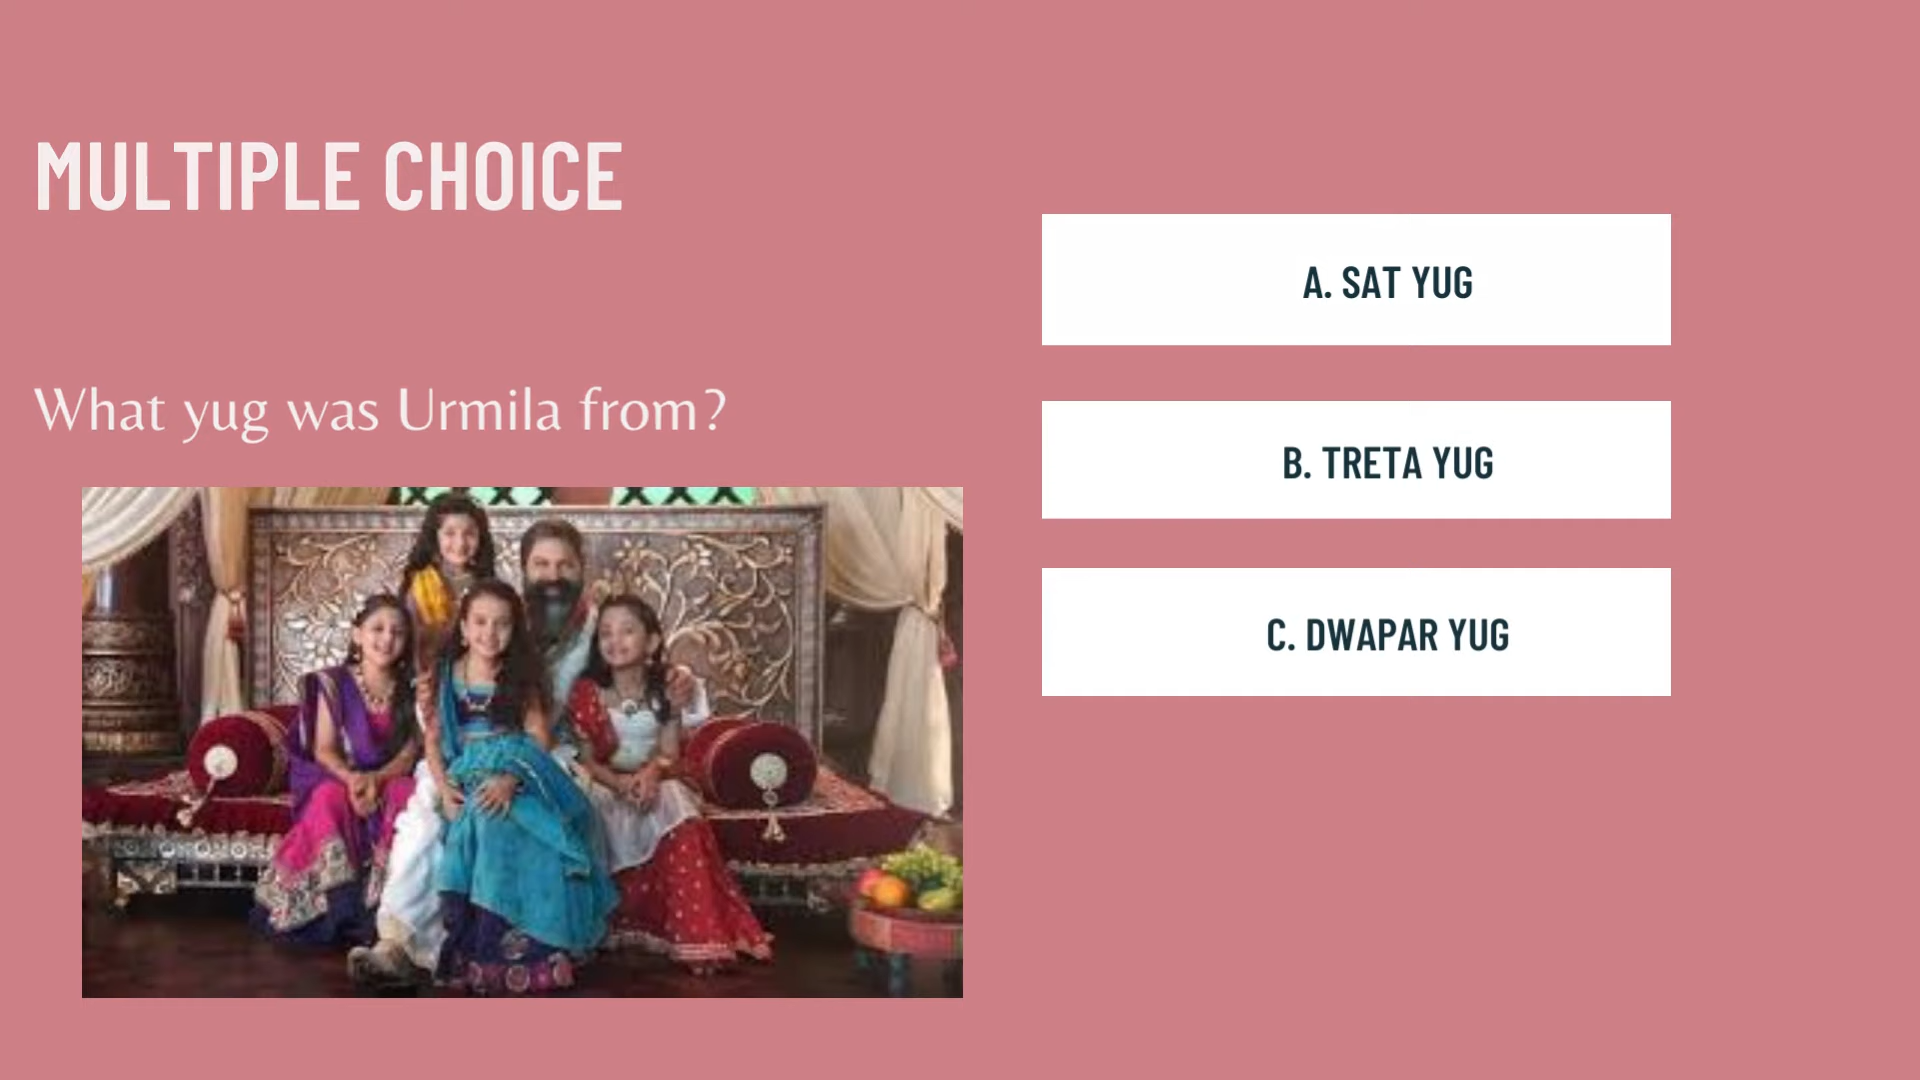 MULTIPLE CHOICE
What yug was Urmila from?
A. SAT YUG
B. TRETA YUG
C. DWAPAR YUG